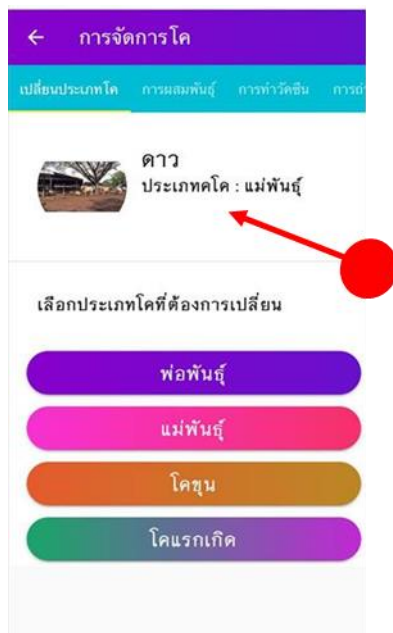 การจัดการโค
เปลี่ยนประเภทโค การผสมพันธุ์ การทำวัคซีน
ดาว
ประเภทคโค : แม่พันธุ์
เลือกประเภทโคที่ต้องการเปลี่ยน
พ่อพันธุ์
แม่พันธุ์
โคขุน
โคแรกเกิด